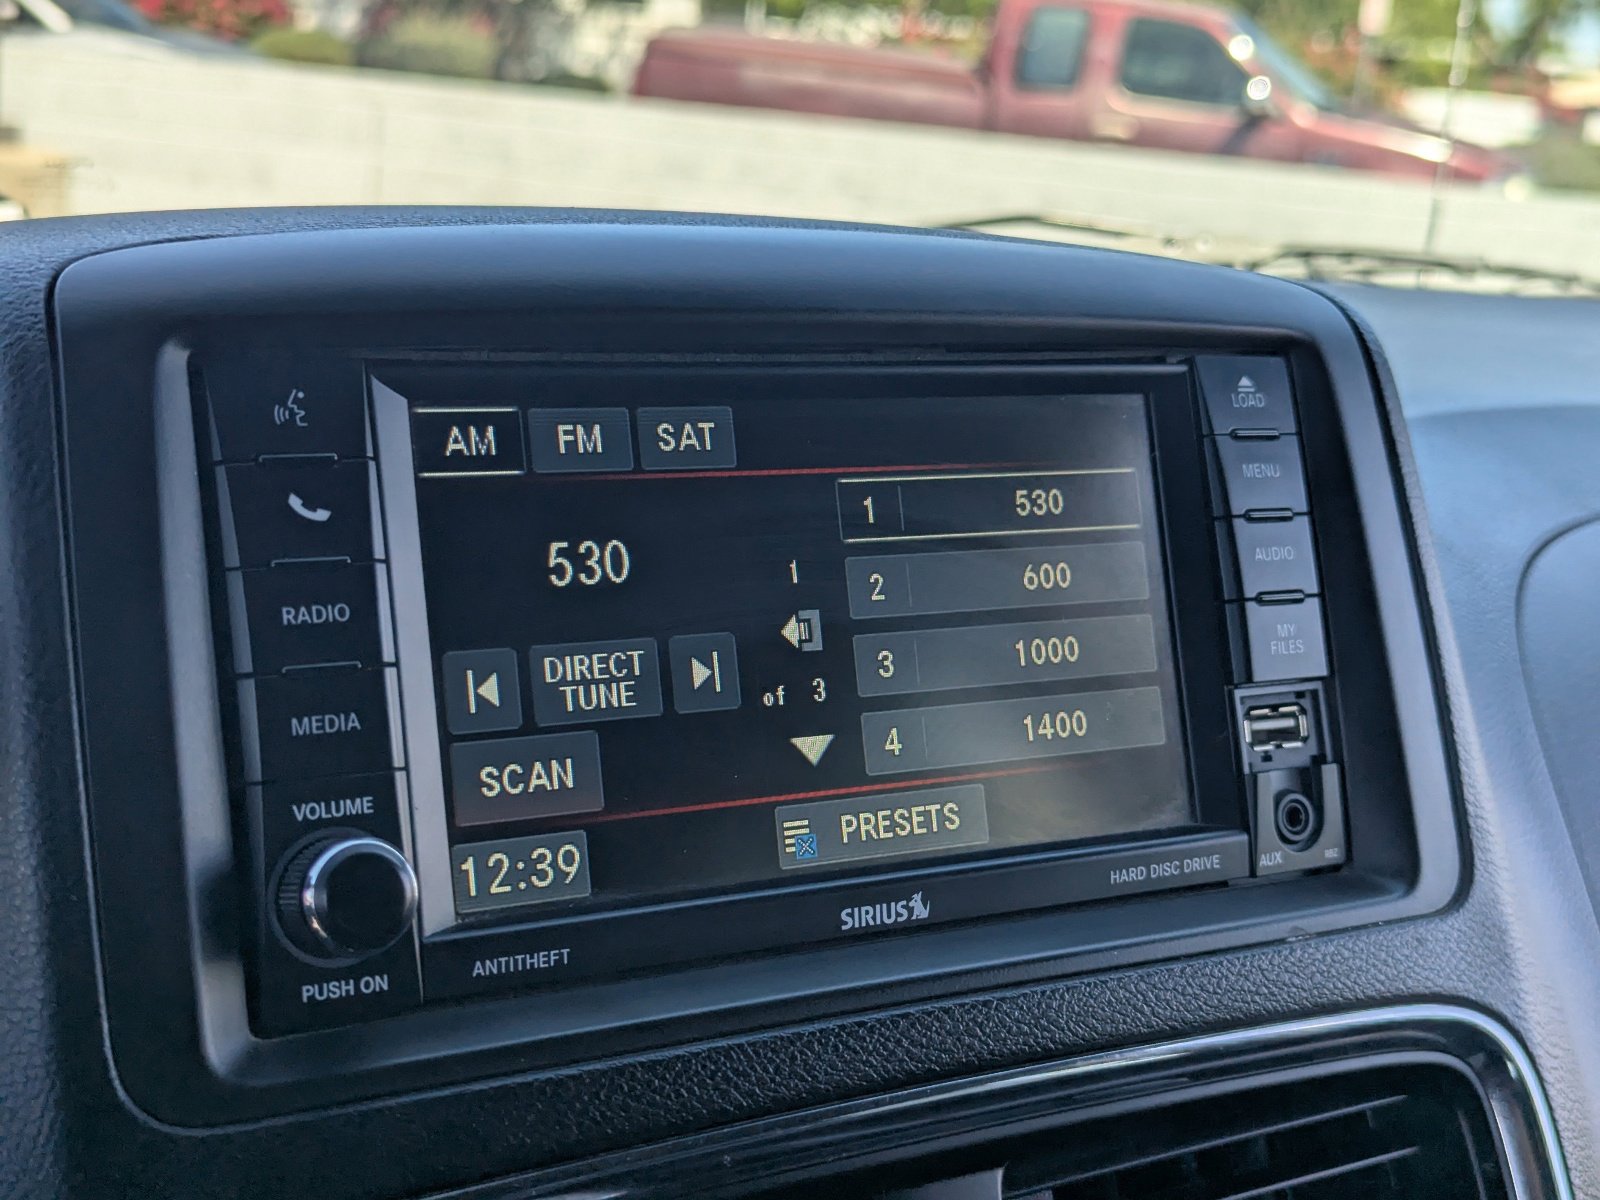 RADIO
MEDIA
VOLUME
PUSH ON
AM FM SAT
530
DIRECT
TUNE
SCAN
12:39
1
of 3
1 530
2 600
3 1000
4 1400
PRESETS
LOAD
MENU
AUDIO
MY
FILES
AUX RBZ
HARD DISC DRIVE
SIRIUS
ANTITHEFT